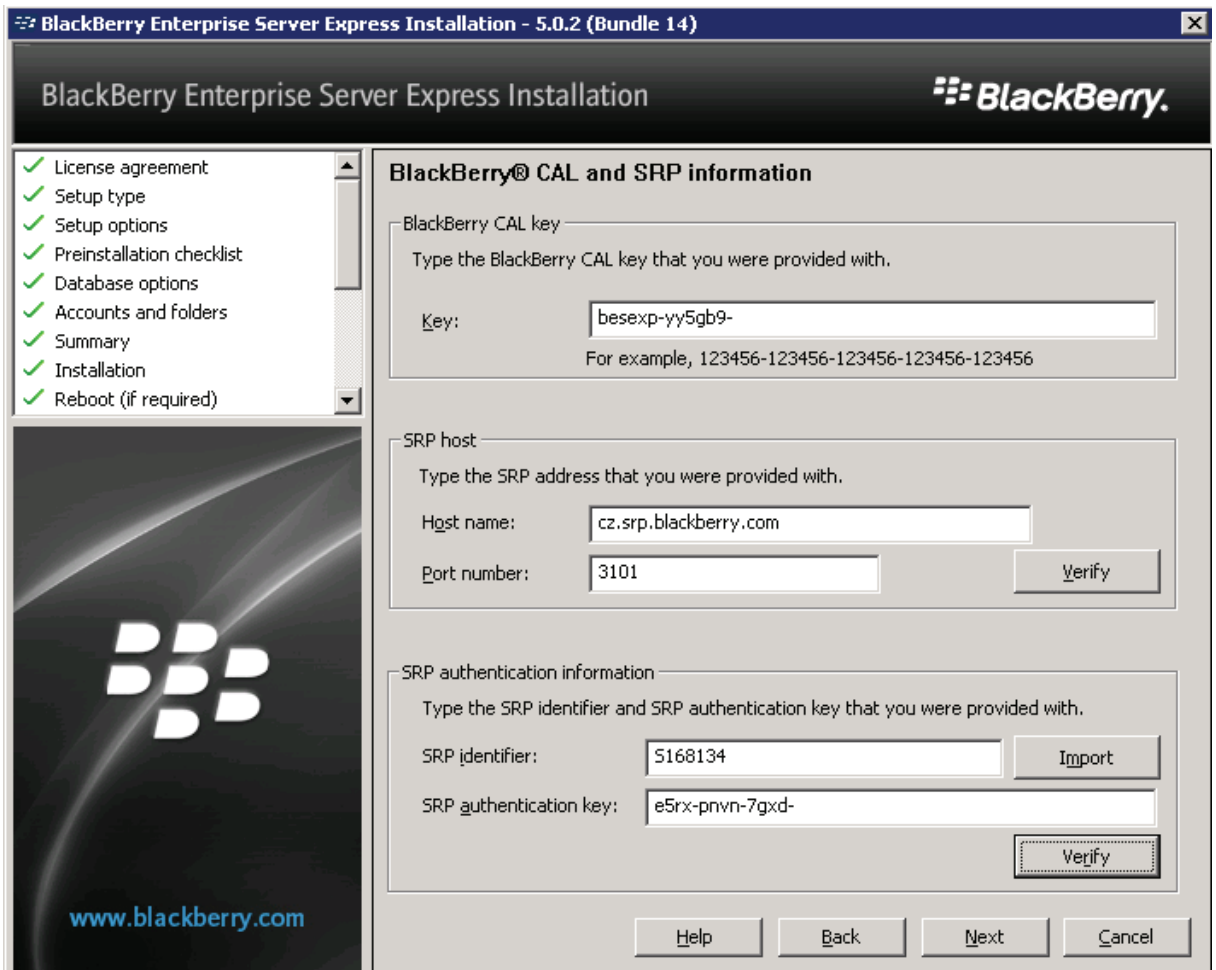 BlackBerry Enterprise Server Express Installation - 5.0.2 (Bundle 14)
BlackBerry Enterprise Server Express Installation
BlackBerry.
License agreement
Setup type
Setup options
Preinstallation checklist
Database options
Accounts and folders
Summary
Installation
Reboot (if required)
www.blackberry.com
BlackBerry® CAL and SRP information
BlackBerry CAL key
Type the BlackBerry CAL key that you were provided with.
Key: besexp-yy5gb9-
For example, 123456-123456-123456-123456-123456
SRP host
Type the SRP address that you were provided with.
Host name: cz.srp.blackberry.com
Port number: 3101 Verify
SRP authentication information
Type the SRP identifier and SRP authentication key that you were provided with.
SRP identifier: S168134 Import
SRP authentication key: e5rx-pnvn-7gxd-
Verify
Help Back Next Cancel